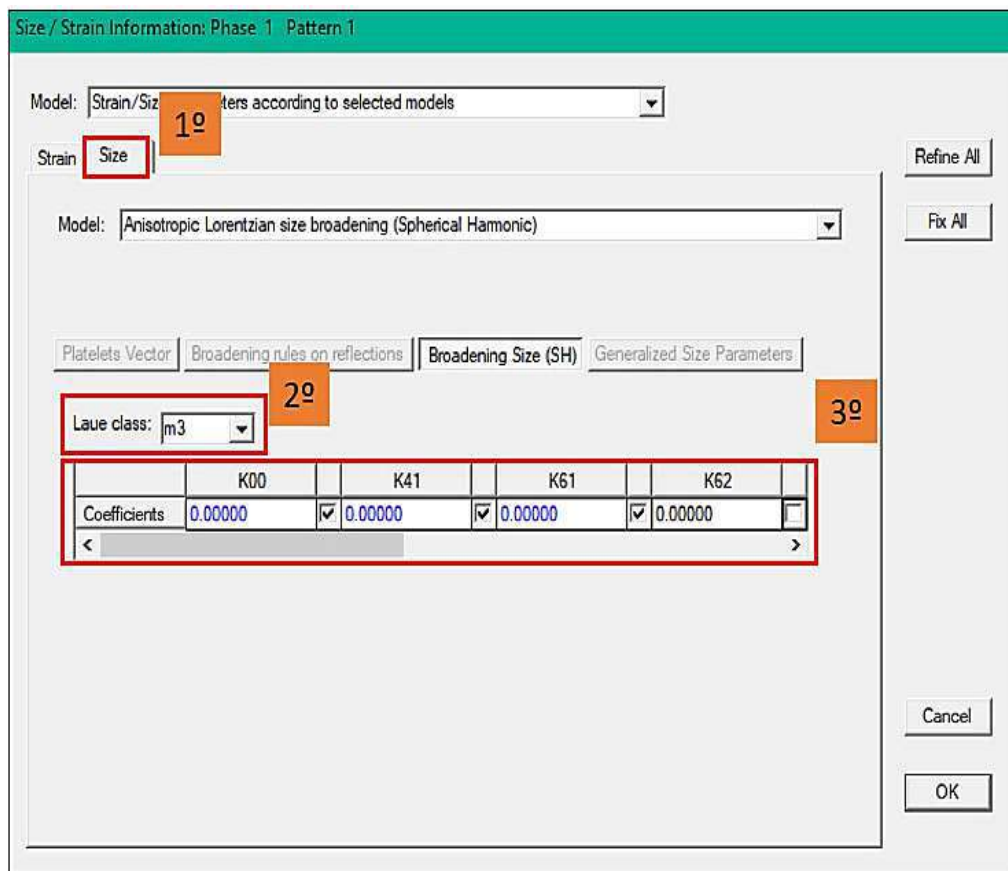 Size / Strain Information: Phase 1 Pattern 1
Model: Strain/Siz eters according to selected models
1º
Strain Size
Refine All
Model: Anisotropic Lorentzian size broadening (Spherical Harmonic)
Fix All
Platelets Vector Broadening rules on reflections Broadening Size (SH) Generalized Size Parameters
2º
3º
Laue class: m3
K00 K41 K61 K62
Coefficients 0.00000 0.00000 0.00000 0.00000
< >
Cancel
OK